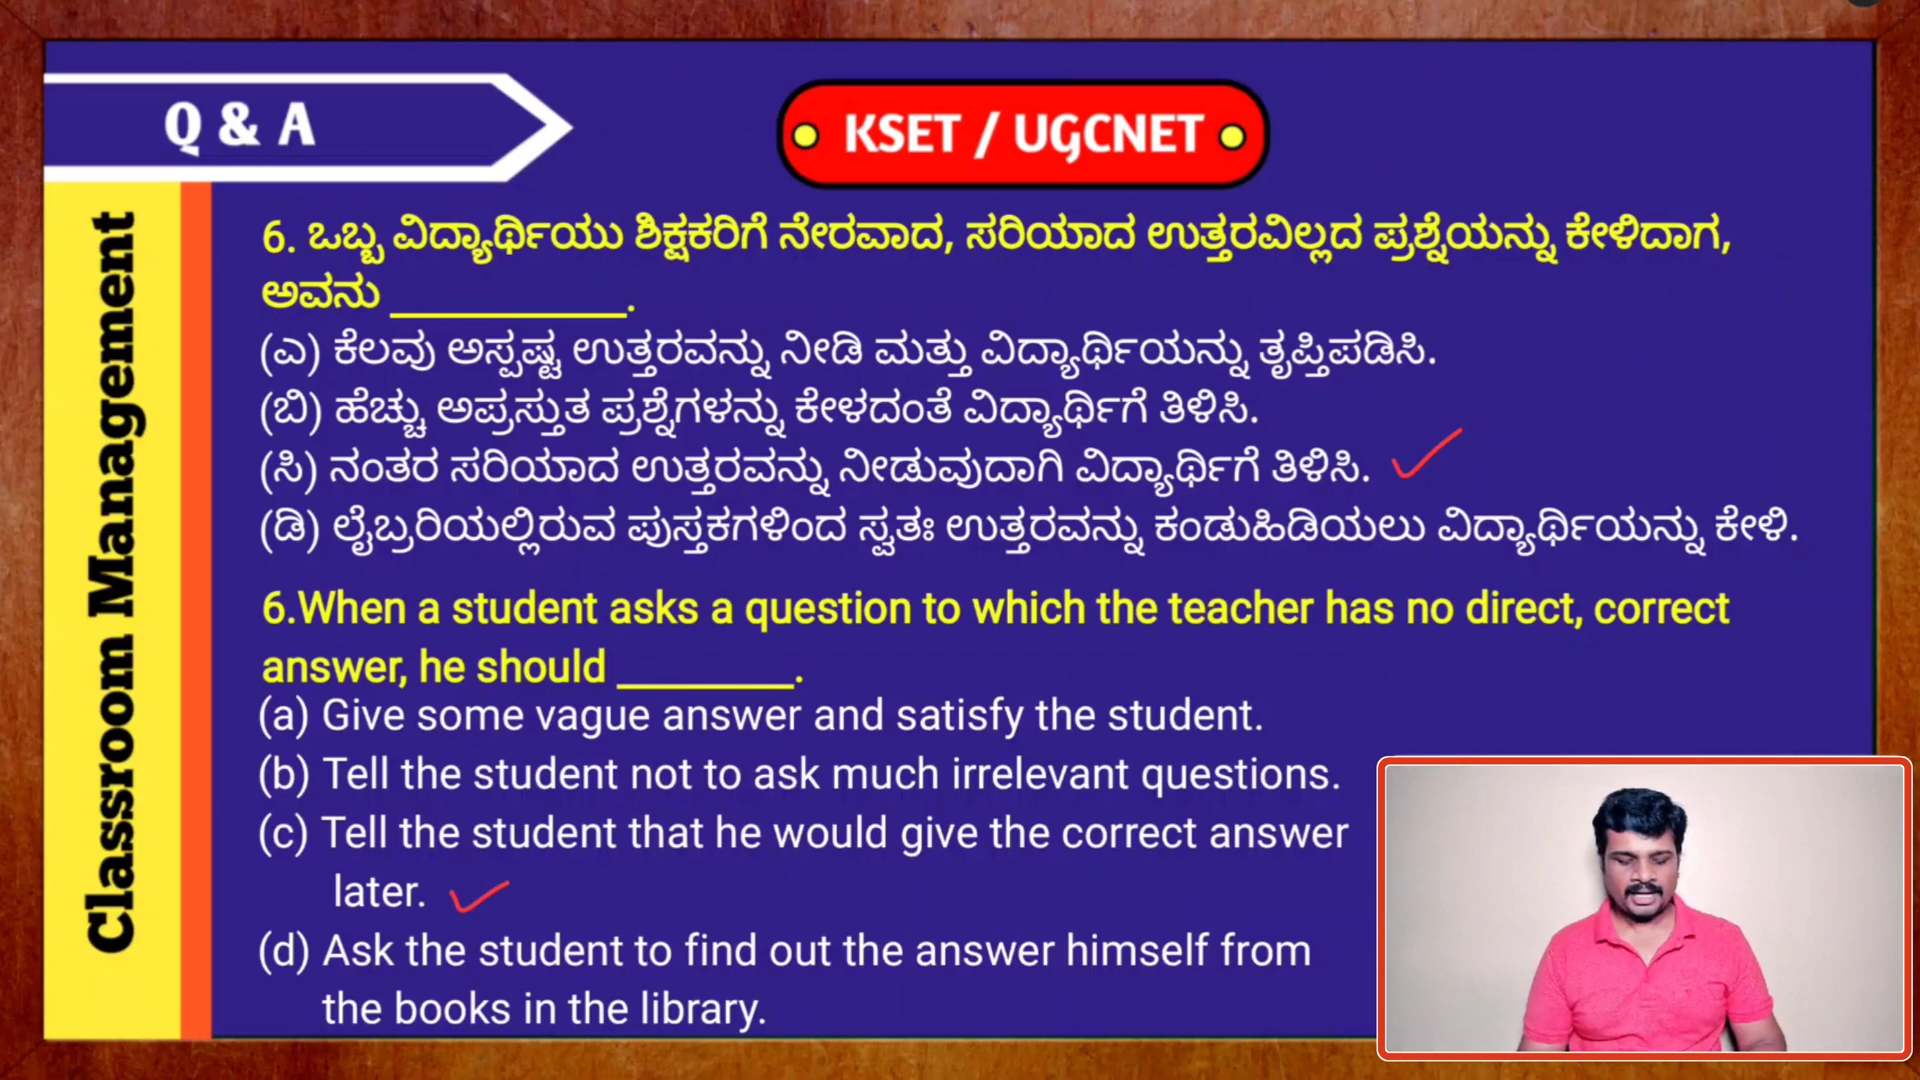 Q & A
KSET / UGCNET
Classroom Management
6. ಒಬ್ಬ ವಿದ್ಯಾರ್ಥಿಯು ಶಿಕ್ಷಕರಿಗೆ ನೇರವಾದ, ಸರಿಯಾದ ಉತ್ತರವಿಲ್ಲದ ಪ್ರಶ್ನೆಯನ್ನು ಕೇಳಿದಾಗ,
ಅವನು __________.
(ಎ) ಕೆಲವು ಅಸ್ಪಷ್ಟ ಉತ್ತರವನ್ನು ನೀಡಿ ಮತ್ತು ವಿದ್ಯಾರ್ಥಿಯನ್ನು ತೃಪ್ತಿಪಡಿಸಿ.
(ಬಿ) ಹೆಚ್ಚು ಅಪ್ರಸ್ತುತ ಪ್ರಶ್ನೆಗಳನ್ನು ಕೇಳದಂತೆ ವಿದ್ಯಾರ್ಥಿಗೆ ತಿಳಿಸಿ.
(ಸಿ) ನಂತರ ಸರಿಯಾದ ಉತ್ತರವನ್ನು ನೀಡುವುದಾಗಿ ವಿದ್ಯಾರ್ಥಿಗೆ ತಿಳಿಸಿ.
(ಡಿ) ಲೈಬ್ರರಿಯಲ್ಲಿರುವ ಪುಸ್ತಕಗಳಿಂದ ಸ್ವತಃ ಉತ್ತರವನ್ನು ಕಂಡುಹಿಡಿಯಲು ವಿದ್ಯಾರ್ಥಿಯನ್ನು ಕೇಳಿ.
6.When a student asks a question to which the teacher has no direct, correct
answer, he should ________.
(a) Give some vague answer and satisfy the student.
(b) Tell the student not to ask much irrelevant questions.
(c) Tell the student that he would give the correct answer
later.
(d) Ask the student to find out the answer himself from
the books in the library.